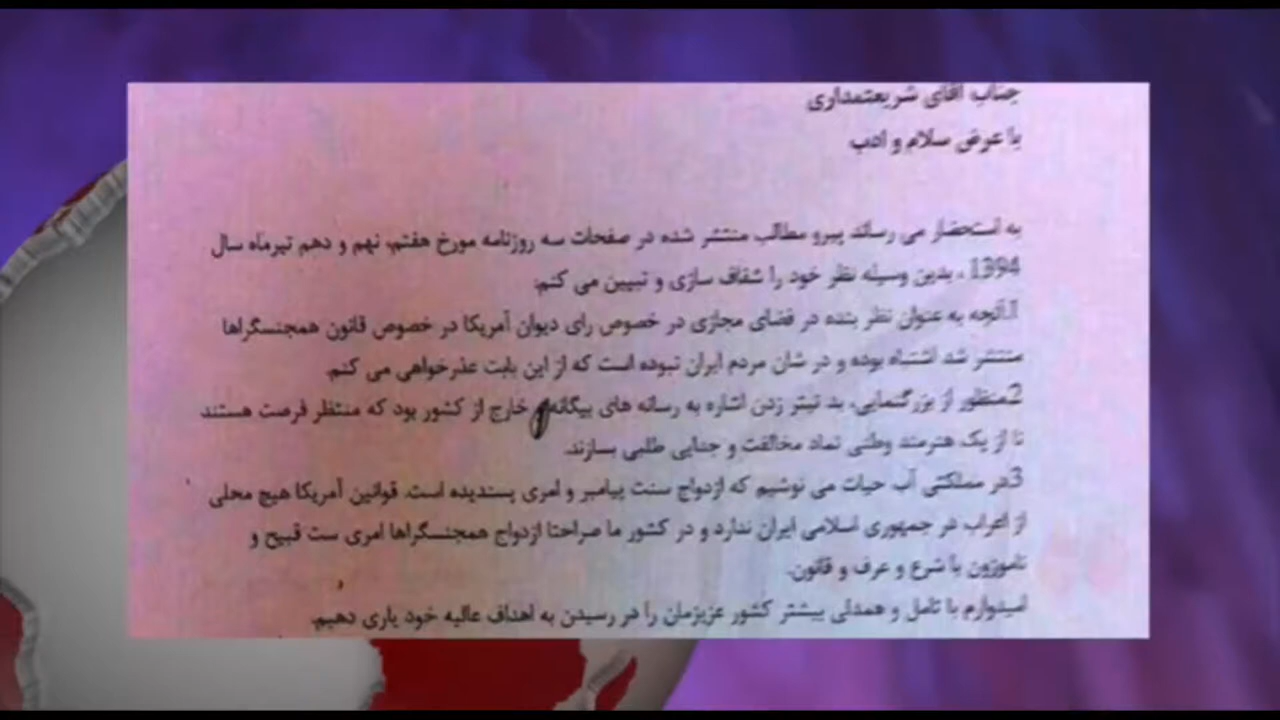 جناب آقای شریعتمداری
با عرض سلام و ادب
به استحضار می رساند پیرو مطالب منتشر شده در صفحات سه روزنامه مورخ هفتم، نهم و دهم تیرماه سال
1394 ، بدین وسیله نظر خود را شفاف سازی و تبیین می کنم:
1.آنچه به عنوان نظر بنده در فضای مجازی در خصوص رای دیوان آمریکا در خصوص قانون همجنسگراها
منتشر شد اشتباه بوده و در شان مردم ایران نبوده است که از این بابت عذرخواهی می کنم.
2.منظور از بزرگنمایی، بد تیتر زدن اشاره به رسانه های بیگانه و خارج از کشور بود که منتظر فرصت هستند
تا از یک هنرمند وطنی نماد مخالفت و جنایی طلبی بسازند.
3.در مملکتی آب حیات می نوشیم که ازدواج سنت پیامبر و امری پسندیده است. قوانین آمریکا هیچ محلی
از اعراب در جمهوری اسلامی ایران ندارد و در کشور ما صراحتا ازدواج همجنسگراها امری ست قبیح و
ناموزون با شرع و عرف و قانون.
امیدوارم با تامل و همدلی بیشتر کشور عزیزمان را در رسیدن به اهداف عالیه خود یاری دهیم.